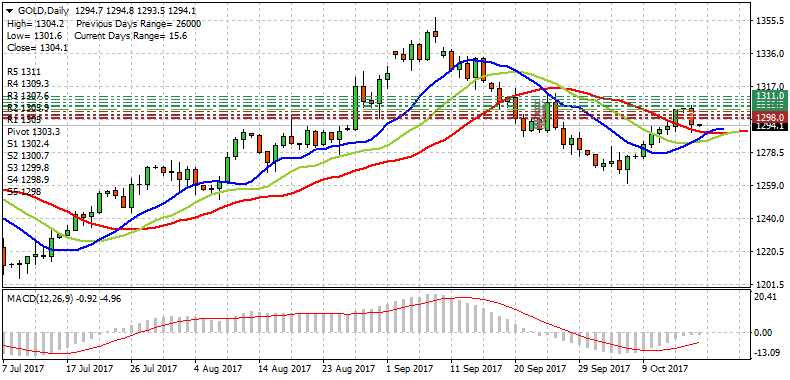 GOLD,Daily 1294.7 1294.8 1293.5 1294.1
High= 1304.2 Previous Days Range= 26000
Low= 1301.6 Current Days Range= 15.6
Close= 1304.1
R5 1311
R4 1309.3
R3 1307.6
R2 1305.9
R1 1305
Pivot 1303.3
S1 1302.4
S2 1300.7
S3 1299.8
S4 1298.9
S5 1298
1355.5
1336.0
1317.0
1311.0
1298.0
1294.1
1278.5
1259.0
1240.0
1220.5
1201.5
MACD(12,26,9) -0.92 -4.96
20.41
0.00
-13.09
7 Jul 2017 17 Jul 2017 26 Jul 2017 4 Aug 2017 14 Aug 2017 23 Aug 2017 1 Sep 2017 11 Sep 2017 20 Sep 2017 29 Sep 2017 9 Oct 2017